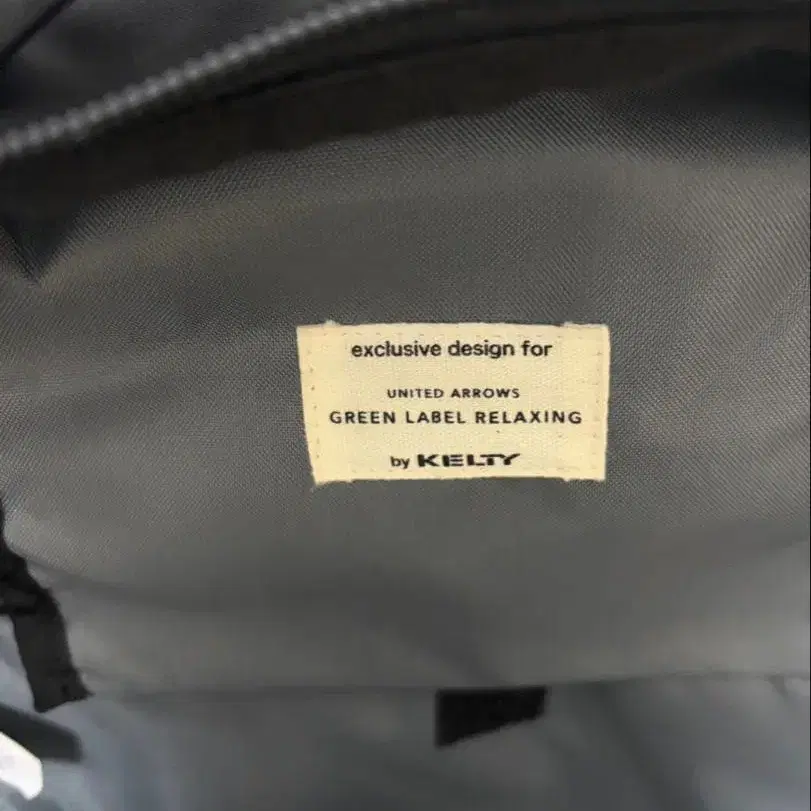 exclusive design for
UNITED ARROWS
GREEN LABEL RELAXING
by KELTY